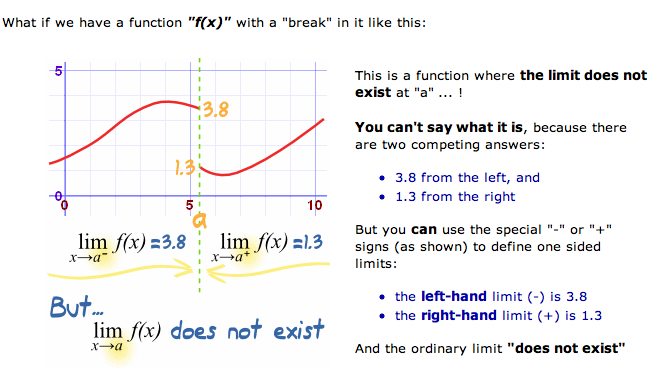 What if we have a function "f(x)" with a "break" in it like this:
5
3.8
1.3
0
0
5
10
a
lim f(x) =3.8
x→a⁻
lim f(x) =1.3
x→a⁺
But...
lim f(x) does not exist
x→a
This is a function where the limit does not
exist at "a" ... !
You can't say what it is, because there
are two competing answers:
• 3.8 from the left, and
• 1.3 from the right
But you can use the special "-" or "+"
signs (as shown) to define one sided
limits:
• the left-hand limit (-) is 3.8
• the right-hand limit (+) is 1.3
And the ordinary limit "does not exist"